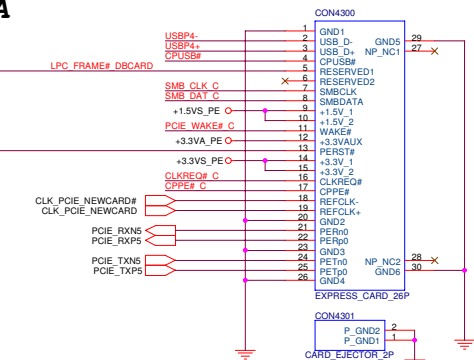 A
CON4300
1 GND1 GND5 29
USBP4- 2 USB_D- NP_NC1 27
USBP4+ 3 USB_D+
CPUSB# 4 CPUSB#
LPC_FRAME#_DBCARD 5 RESERVED1
6 RESERVED2
SMB_CLK_C 7 SMBCLK
SMB_DAT_C 8 SMBDATA
+1.5VS_PE 9 +1.5V_1
10 +1.5V_2
PCIE_WAKE#_C 11 WAKE#
+3.3VA_PE 12 +3.3VAUX
13 PERST#
+3.3VS_PE 14 +3.3V_1
15 +3.3V_2
CLKREQ#_C 16 CLKREQ#
CPPE#_C 17 CPPE#
CLK_PCIE_NEWCARD# 18 REFCLK-
CLK_PCIE_NEWCARD 19 REFCLK+
20 GND2
PCIE_RXN5 21 PERn0
PCIE_RXP5 22 PERp0
23 GND3
PCIE_TXN5 24 PETn0 NP_NC2 28
PCIE_TXP5 25 PETp0 GND6 30
26 GND4
EXPRESS_CARD_26P
CON4301
P_GND2 2
P_GND1 1
CARD_EJECTOR_2P